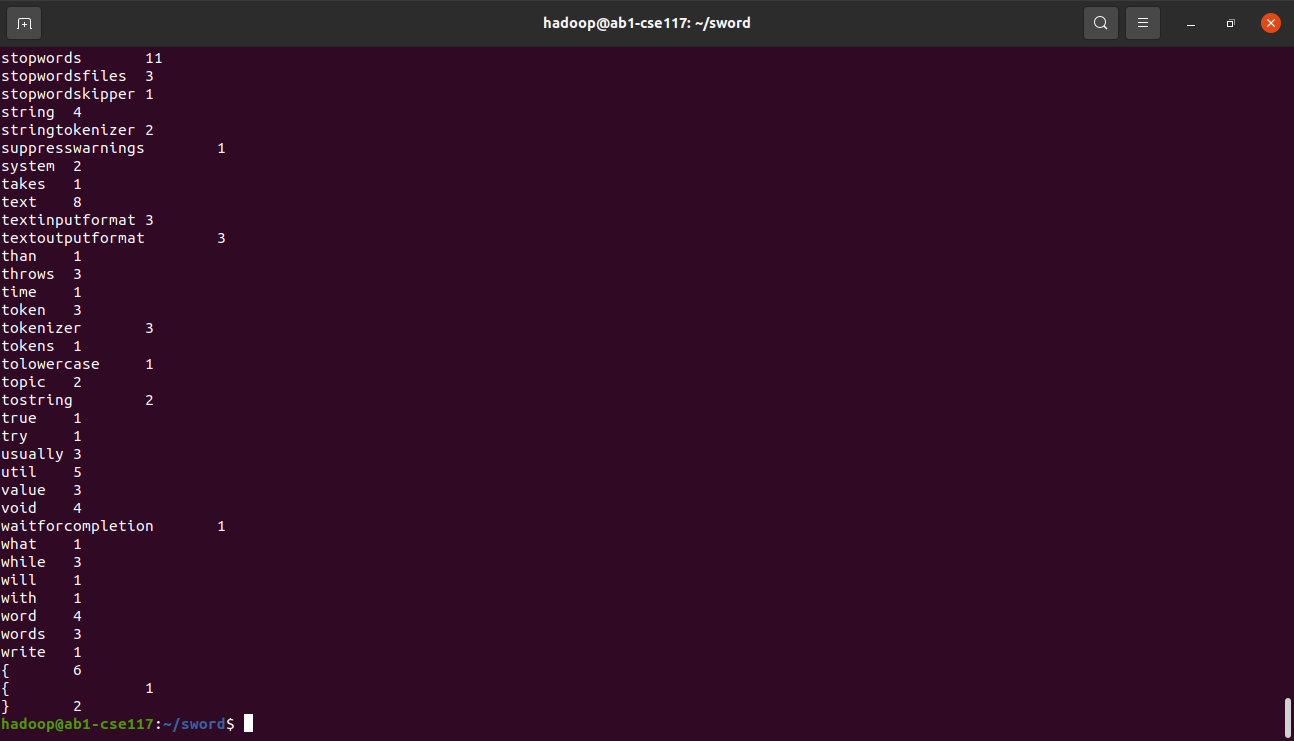 hadoop@ab1-cse117: ~/sword
stopwords	11
stopwordsfiles	3
stopwordskipper	1
string	4
stringtokenizer	2
suppresswarnings	1
system	2
takes	1
text	8
textinputformat	3
textoutputformat	3
than	1
throws	3
time	1
token	3
tokenizer	3
tokens	1
tolowercase	1
topic	2
tostring	2
true	1
try	1
usually	3
util	5
value	3
void	4
waitforcompletion	1
what	1
while	3
will	1
with	1
word	4
words	3
write	1
{	6
{		1
}	2
hadoop@ab1-cse117:~/sword$